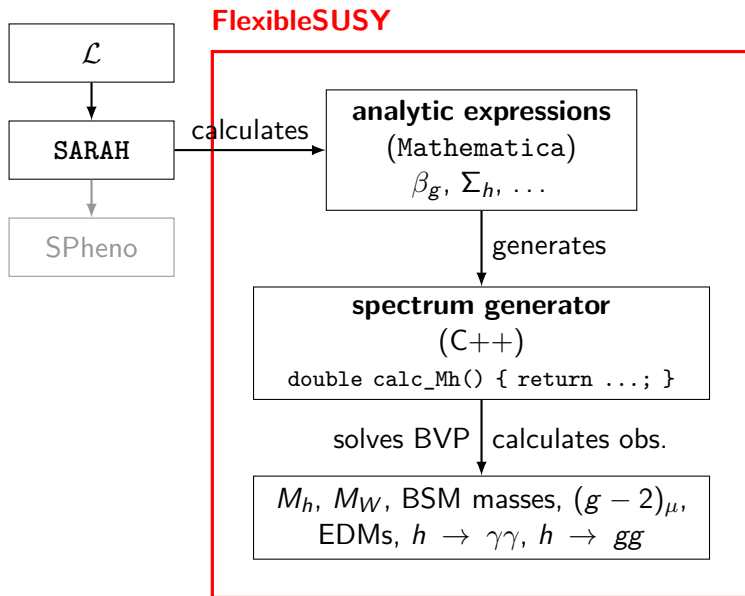 FlexibleSUSY
ℒ
SARAH
SPheno
calculates
analytic expressions
(Mathematica)
β_g, Σ_h, ...
generates
spectrum generator
(C++)
double calc_Mh() { return ...; }
solves BVP
calculates obs.
M_h, M_W, BSM masses, (g − 2)_μ,
EDMs, h → γγ, h → gg